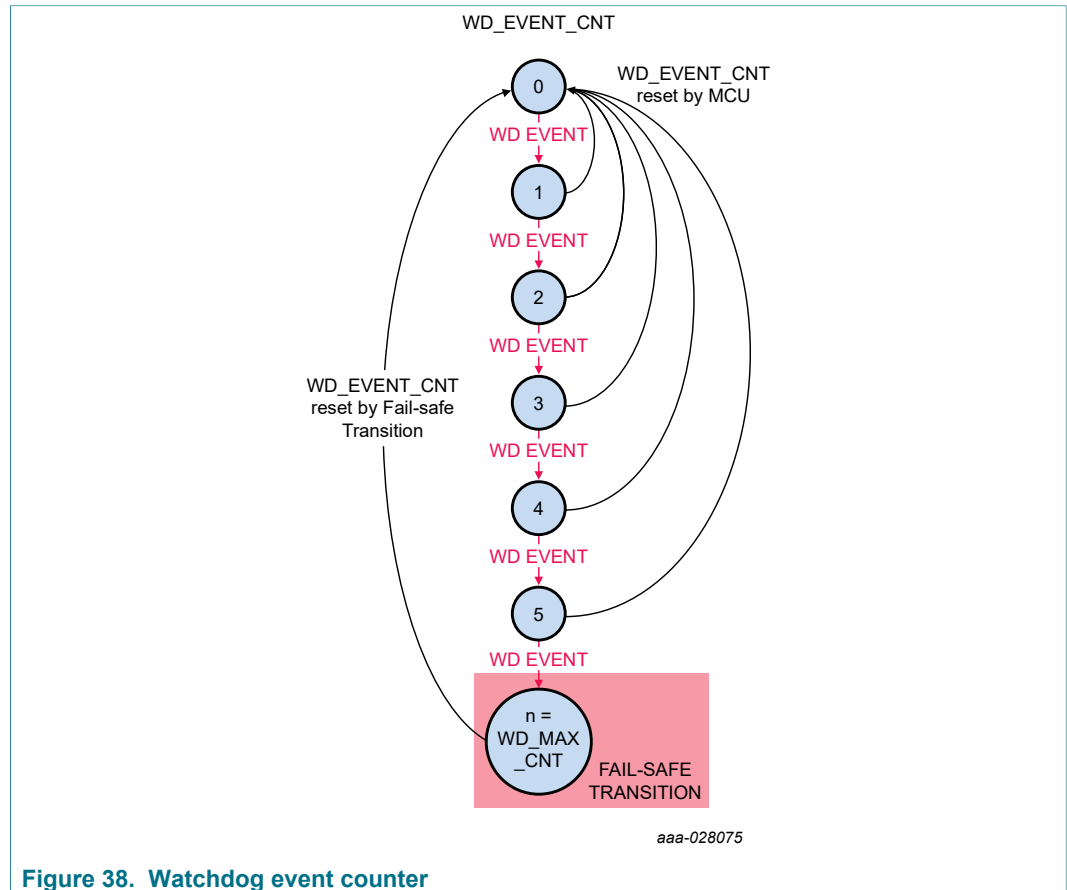 WD_EVENT_CNT
0
WD_EVENT_CNT
reset by MCU
WD EVENT
1
WD EVENT
2
WD EVENT
3
WD_EVENT_CNT
reset by Fail-safe
Transition
WD EVENT
4
WD EVENT
5
WD EVENT
n =
WD_MAX
_CNT
FAIL-SAFE
TRANSITION
aaa-028075
Figure 38. Watchdog event counter